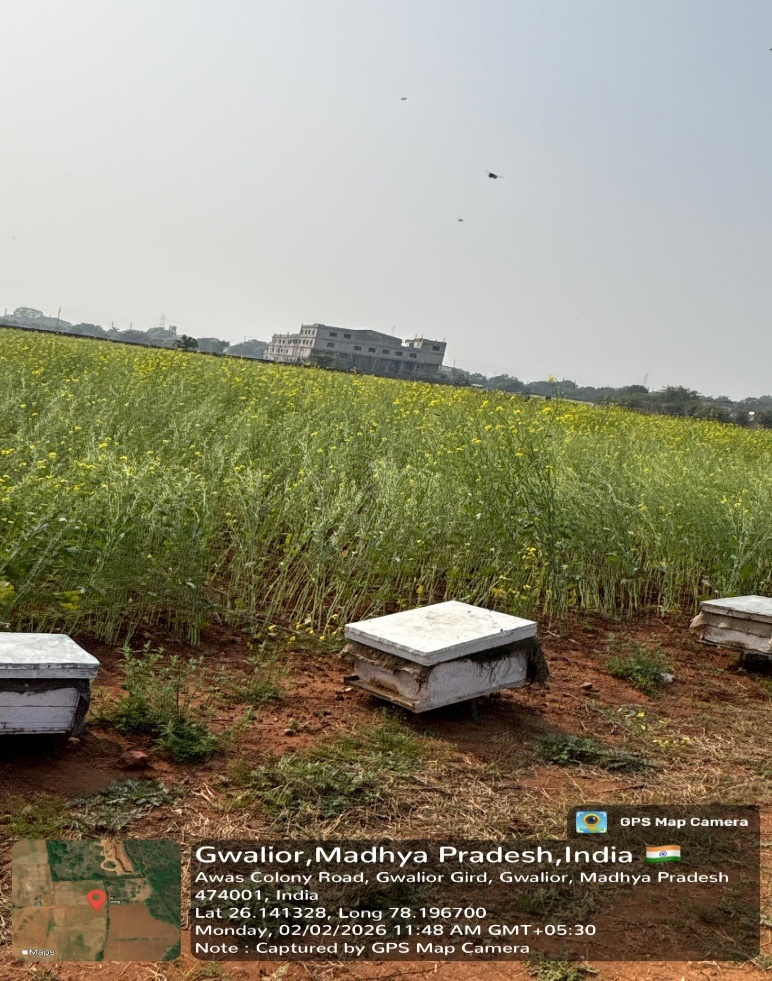 GPS Map Camera
Gwalior,Madhya Pradesh,India 🇮🇳
Awas Colony Road, Gwalior Gird, Gwalior, Madhya Pradesh
474001, India
Lat 26.141328, Long 78.196700
Monday, 02/02/2026 11:48 AM GMT+05:30
Note : Captured by GPS Map Camera
Maps